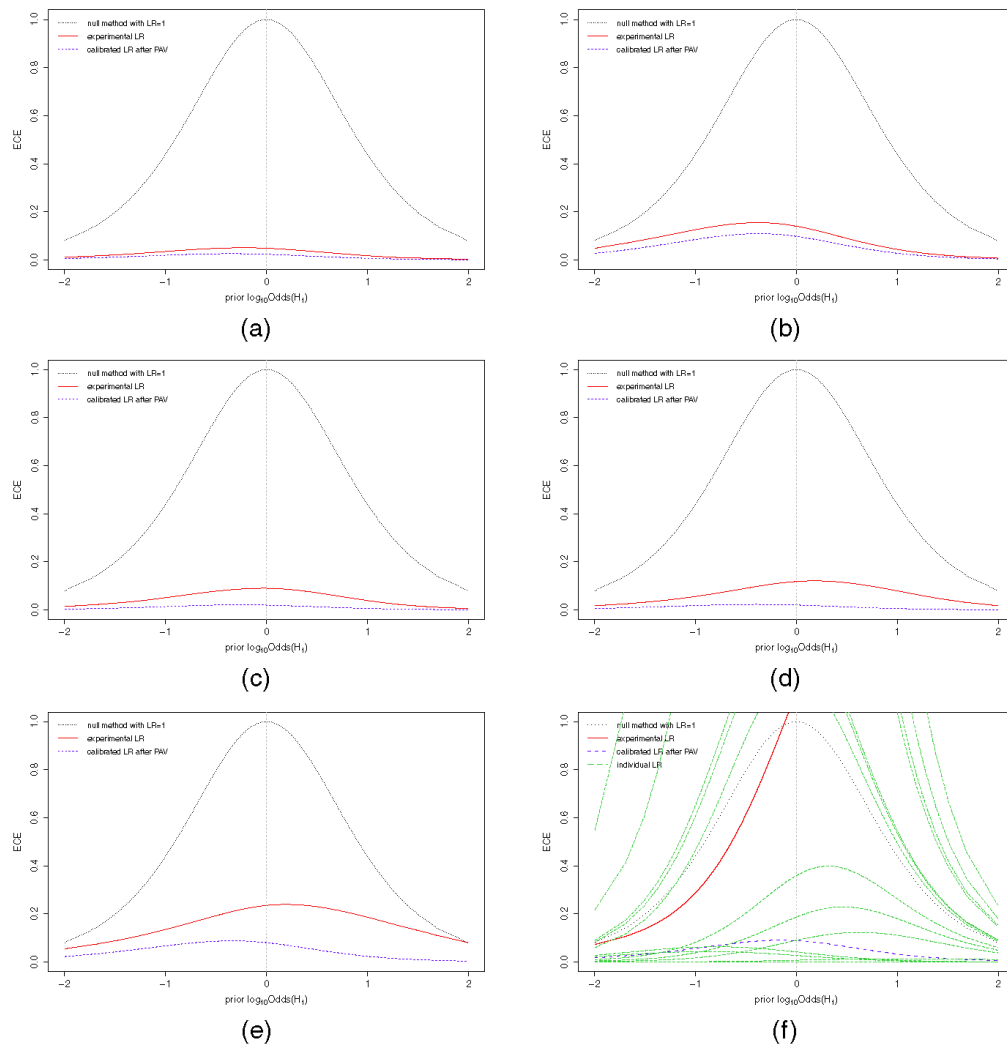 null method with LR=1
experimental LR
calibrated LR after PAV
ECE
0.0 0.2 0.4 0.6 0.8 1.0
−2 −1 0 1 2
prior log₁₀Odds(H₁)
(a)
null method with LR=1
experimental LR
calibrated LR after PAV
ECE
0.0 0.2 0.4 0.6 0.8 1.0
−2 −1 0 1 2
prior log₁₀Odds(H₁)
(b)
null method with LR=1
experimental LR
calibrated LR after PAV
ECE
0.0 0.2 0.4 0.6 0.8 1.0
−2 −1 0 1 2
prior log₁₀Odds(H₁)
(c)
null method with LR=1
experimental LR
calibrated LR after PAV
ECE
0.0 0.2 0.4 0.6 0.8 1.0
−2 −1 0 1 2
prior log₁₀Odds(H₁)
(d)
null method with LR=1
experimental LR
calibrated LR after PAV
ECE
0.0 0.2 0.4 0.6 0.8 1.0
−2 −1 0 1 2
prior log₁₀Odds(H₁)
(e)
null method with LR=1
experimental LR
calibrated LR after PAV
individual LR
ECE
0.0 0.2 0.4 0.6 0.8 1.0
−2 −1 0 1 2
prior log₁₀Odds(H₁)
(f)